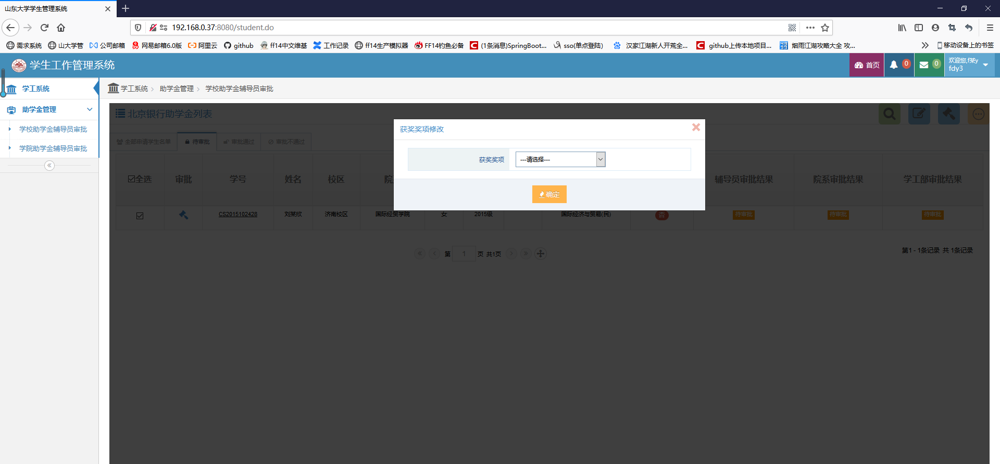 山东大学学生管理系统
192.168.0.37:8080/student.do
需求系统 山大学管 公司邮箱 网易邮箱6.0版 阿里云 github ff14中文维基 工作记录 ff14生产模拟器 FF14钓鱼必备 (1条消息)SpringBoot... sso(单点登陆) 汉家江湖新人开荒全... github上传本地项目... 烟雨江湖攻略大全 攻... 移动设备上的书签
学生工作管理系统
首页 0 0 欢迎您,f某y
fdy3
学工系统
学工系统 助学金管理 学校助学金辅导员审批
助学金管理
学校助学金辅导员审批
学院助学金辅导员审批
北京银行助学金列表
获奖奖项修改
全部申请学生名单 待审批 审批通过 审批不通过
获奖奖项 ---请选择---
全选 审批 学号 姓名 校区 院 辅导员审批结果 院系审批结果 学工部审批结果
确定
CS2015102428 刘某欣 济南校区 国际经贸学院 女 2015级 国际经济与贸易(民) 否 待审批 待审批 待审批
第 1 页 共1页
第1 - 1条记录 共 1条记录